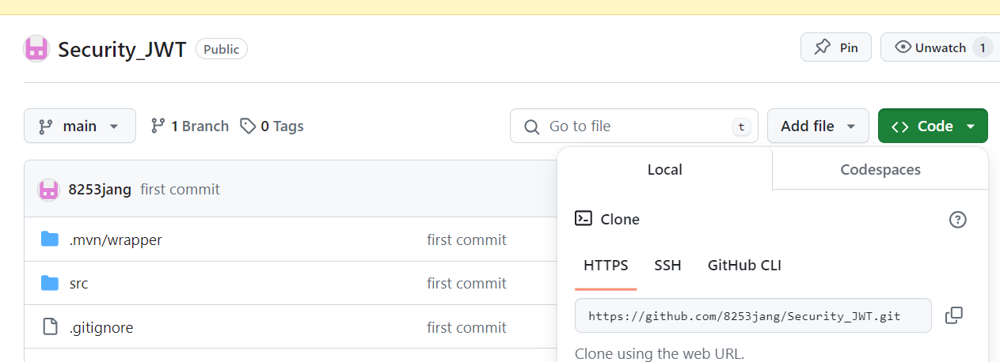 Security_JWT Public Pin Unwatch 1
main 1 Branch 0 Tags Go to file t Add file Code
Local Codespaces
8253jang first commit
Clone
.mvn/wrapper first commit
HTTPS SSH GitHub CLI
src first commit
https://github.com/8253jang/Security_JWT.git
.gitignore first commit
Clone using the web URL.